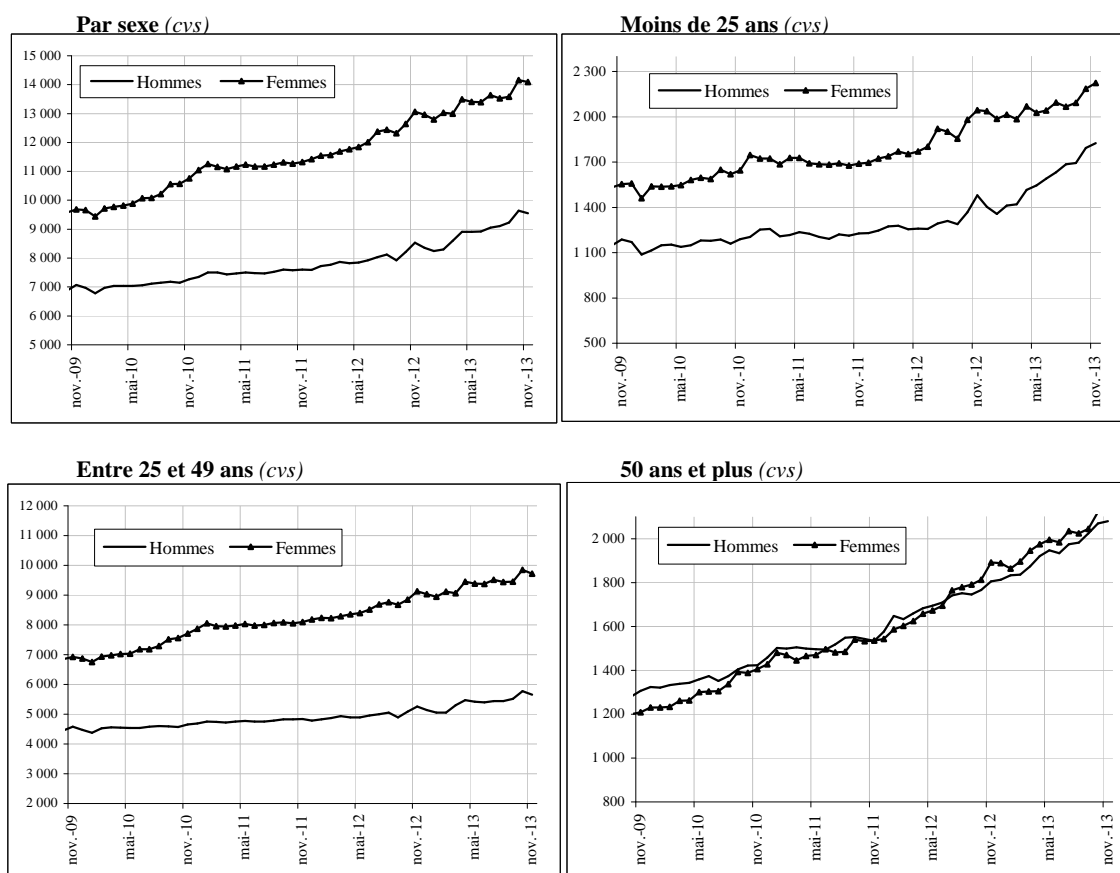 Par sexe (cvs)
15 000
14 000
13 000
12 000
11 000
10 000
9 000
8 000
7 000
6 000
5 000
Hommes
Femmes
nov.-09
mai-10
nov.-10
mai-11
nov.-11
mai-12
nov.-12
mai-13
nov.-13
Moins de 25 ans (cvs)
2 300
2 000
1 700
1 400
1 100
800
500
Hommes
Femmes
nov.-09
mai-10
nov.-10
mai-11
nov.-11
mai-12
nov.-12
mai-13
nov.-13
Entre 25 et 49 ans (cvs)
12 000
11 000
10 000
9 000
8 000
7 000
6 000
5 000
4 000
3 000
2 000
Hommes
Femmes
nov.-09
mai-10
nov.-10
mai-11
nov.-11
mai-12
nov.-12
mai-13
nov.-13
50 ans et plus (cvs)
2 000
1 800
1 600
1 400
1 200
1 000
800
Hommes
Femmes
nov.-09
mai-10
nov.-10
mai-11
nov.-11
mai-12
nov.-12
mai-13
nov.-13